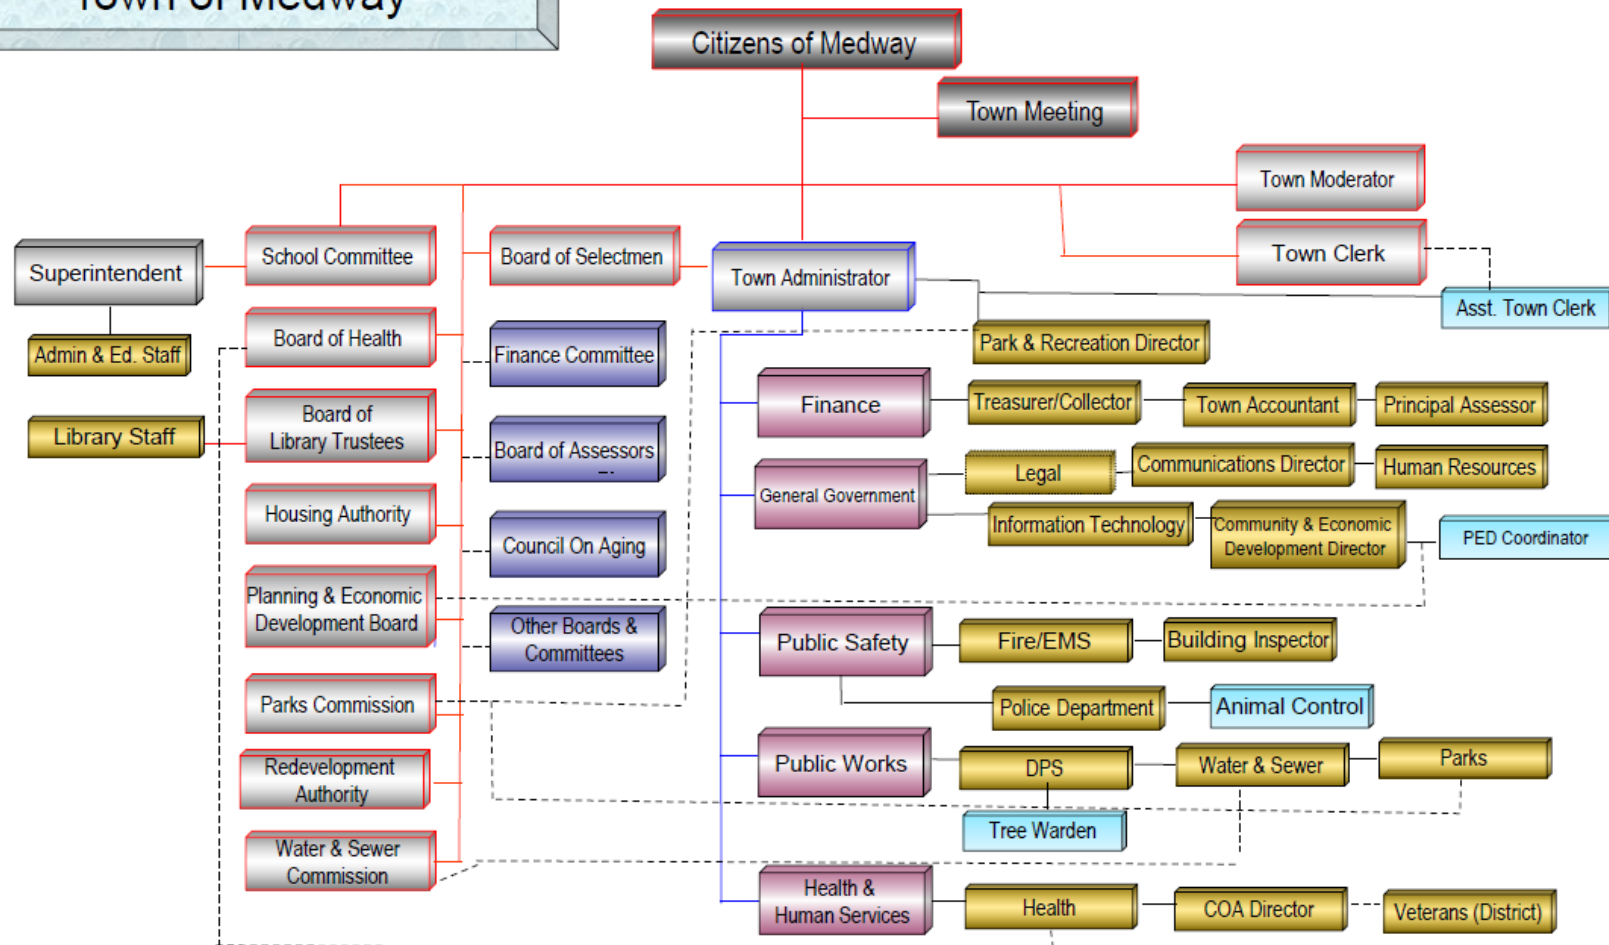 Town of Medway
Citizens of Medway
Town Meeting
Town Moderator
School Committee
Board of Selectmen
Town Administrator
Town Clerk
Superintendent
Asst. Town Clerk
Board of Health
Finance Committee
Park & Recreation Director
Admin & Ed. Staff
Finance
Treasurer/Collector
Town Accountant
Principal Assessor
Library Staff
Board of
Library Trustees
Board of Assessors
General Government
Legal
Communications Director
Human Resources
Housing Authority
Council On Aging
Information Technology
Community & Economic
Development Director
PED Coordinator
Planning & Economic
Development Board
Other Boards &
Committees
Public Safety
Fire/EMS
Building Inspector
Parks Commission
Police Department
Animal Control
Redevelopment
Authority
Public Works
DPS
Water & Sewer
Parks
Tree Warden
Water & Sewer
Commission
Health &
Human Services
Health
COA Director
Veterans (District)